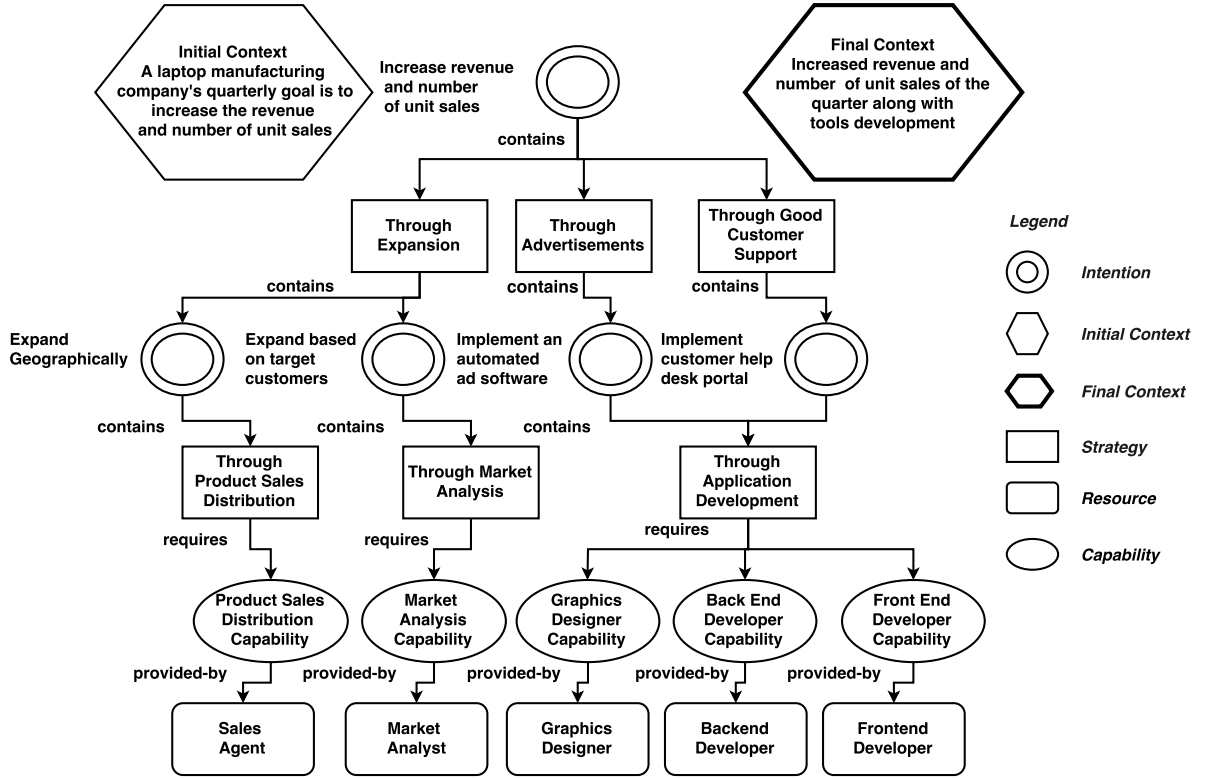 Initial Context
A laptop manufacturing
company's quarterly goal is to
increase the revenue
and number of unit sales
Increase revenue
and number
of unit sales
Final Context
Increased revenue and
number of unit sales of the
quarter along with
tools development
contains
Through
Expansion
Through
Advertisements
Through Good
Customer
Support
contains
contains
contains
Expand
Geographically
Expand based
on target
customers
Implement an
automated
ad software
Implement
customer help
desk portal
contains
contains
contains
Through
Product Sales
Distribution
Through Market
Analysis
Through
Application
Development
requires
requires
requires
Product Sales
Distribution
Capability
Market
Analysis
Capability
Graphics
Designer
Capability
Back End
Developer
Capability
Front End
Developer
Capability
provided-by
provided-by
provided-by
provided-by
provided-by
Sales
Agent
Market
Analyst
Graphics
Designer
Backend
Developer
Frontend
Developer
Legend
Intention
Initial Context
Final Context
Strategy
Resource
Capability